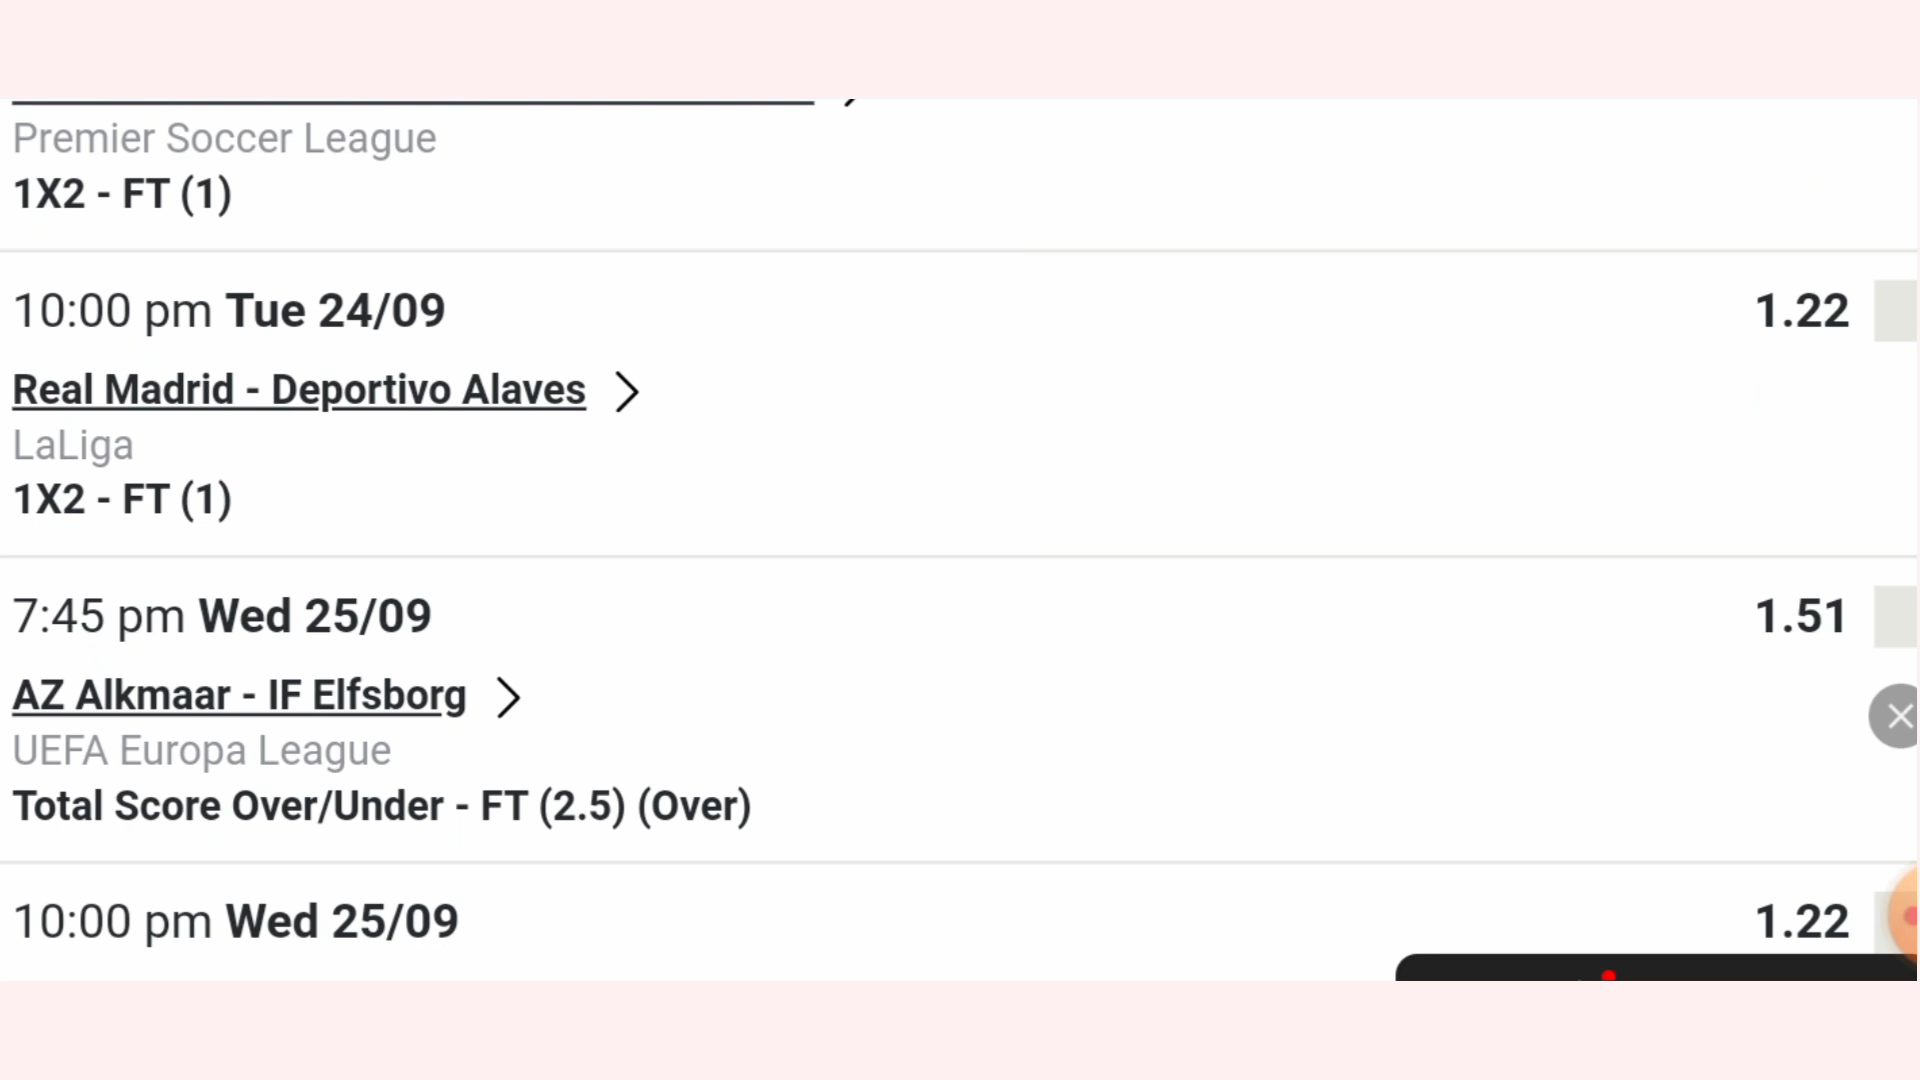 Premier Soccer League
1X2 - FT (1)
10:00 pm Tue 24/09
1.22
Real Madrid - Deportivo Alaves
LaLiga
1X2 - FT (1)
7:45 pm Wed 25/09
1.51
AZ Alkmaar - IF Elfsborg
UEFA Europa League
Total Score Over/Under - FT (2.5) (Over)
10:00 pm Wed 25/09
1.22